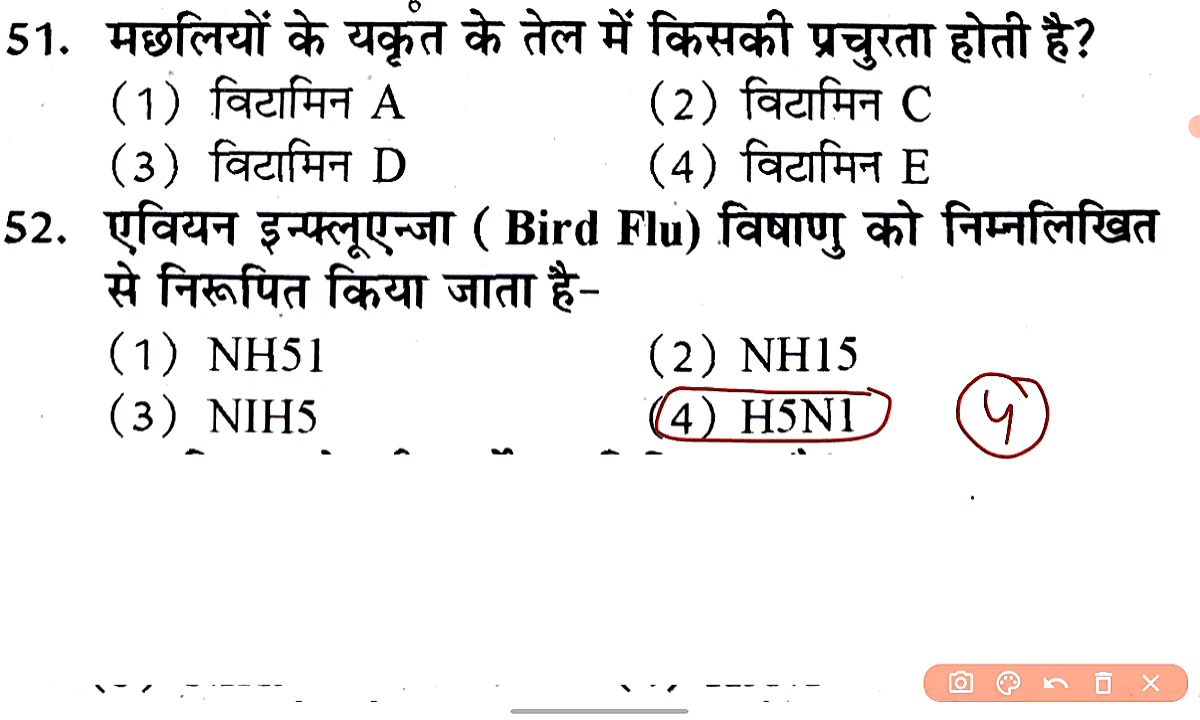 51. मछलियों के यकृत के तेल में किसकी प्रचुरता होती है?
(1) विटामिन A (2) विटामिन C
(3) विटामिन D (4) विटामिन E
52. एवियन इन्फ्लूएन्जा ( Bird Flu) विषाणु को निम्नलिखित
से निरूपित किया जाता है-
(1) NH51 (2) NH15
(3) NIH5 (4) H5N1 4